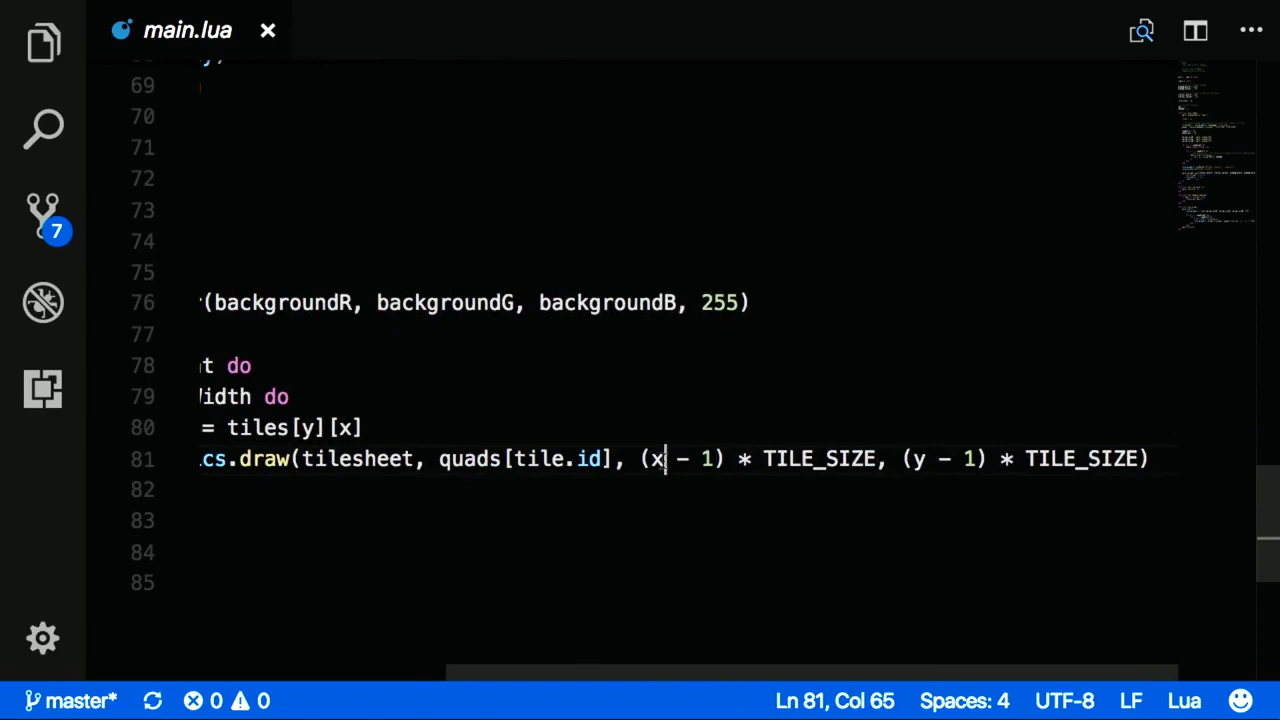 main.lua
69
70
71
72
73
74
75
76 (backgroundR, backgroundG, backgroundB, 255)
77
78 t do
79 idth do
80 = tiles[y][x]
81 cs.draw(tilesheet, quads[tile.id], (x - 1) * TILE_SIZE, (y - 1) * TILE_SIZE)
82
83
84
85
7
master* 0 0 Ln 81, Col 65 Spaces: 4 UTF-8 LF Lua